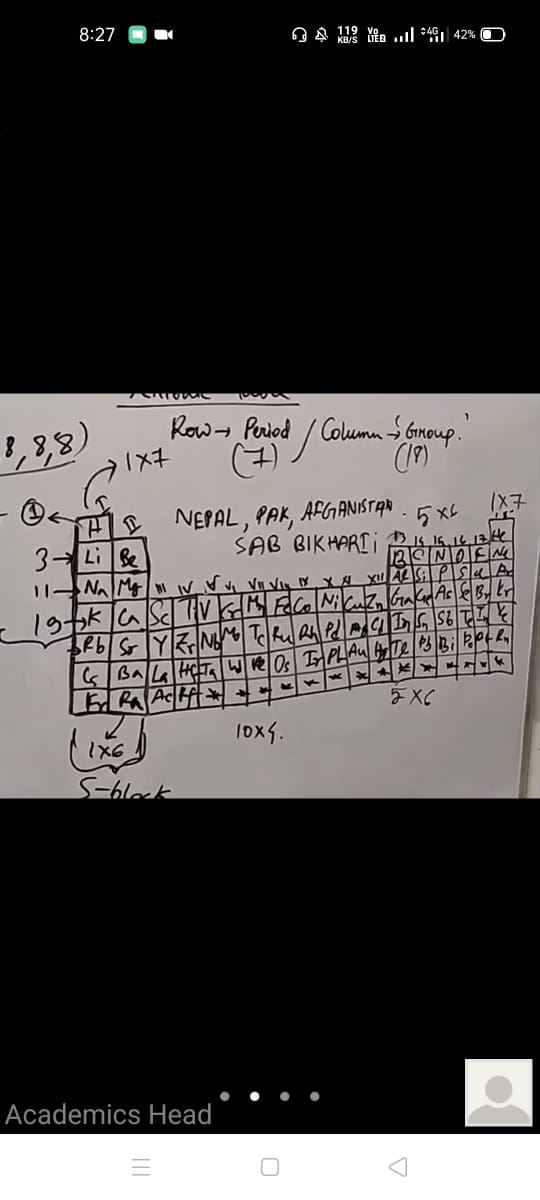 8:27 119 KB/S Vo LTE2 4G 42%
8,8,8)
Row→ Period / Column → 'Group.'
(7) (18)
1x7
NEPAL, PAK, AFGANISTAN. 5x6 1x7
SAB BIKHARI
I II
① H He
3→ Li Be B C N O F Ne
11→ Na Mg III IV V VI VII VIII IX X XI XII Al Si P S Cl Ar
19→ K Ca Sc Ti V Cr Mn Fe Co Ni Cu Zn Ga Ge As Se Br Kr
Rb Sr Y Zr Nb Mo Tc Ru Rh Pd Ag Cd In Sn Sb Te In Xe
Cs Ba La Hf Ta W Re Os Ir Pt Au Hg Tl Pb Bi Po At Rn
Fr Ra Ac Rf * * * * * * * * * * * * * *
1x6 10x4. 5x6
S-block
Academics Head